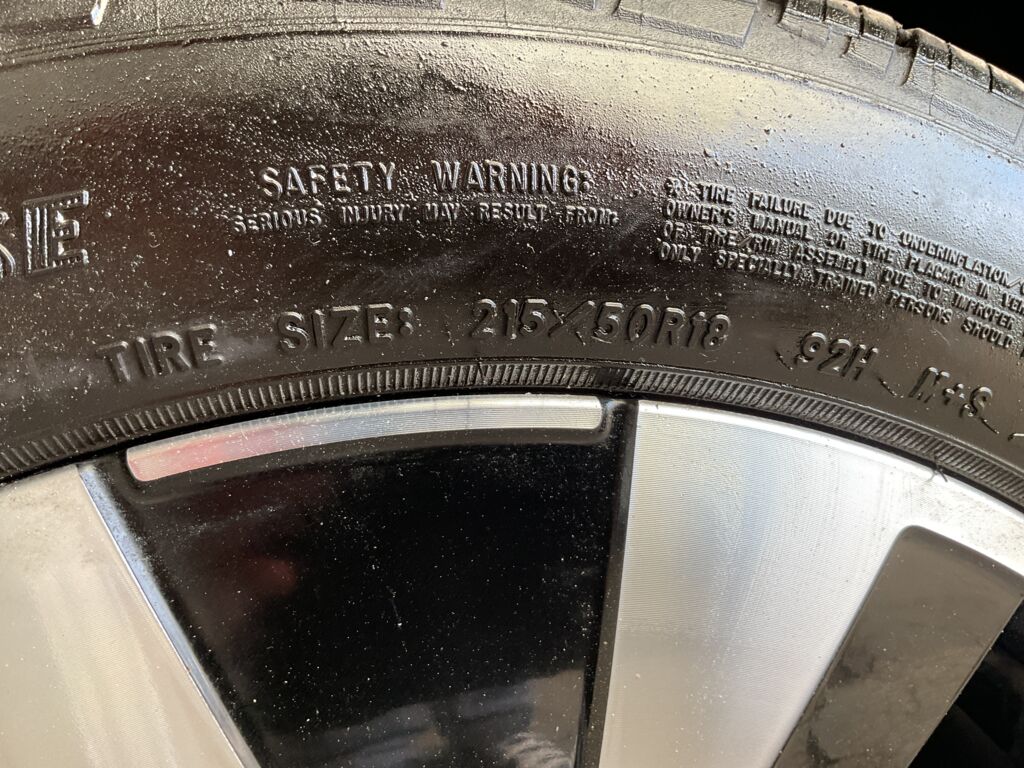 SAFETY WARNING:
SERIOUS INJURY MAY RESULT FROM:
TIRE FAILURE DUE TO UNDERINFLATION/
OWNER'S MANUAL OR TIRE PLACARD IN
OF TIRE/RIM ASSEMBLY DUE TO IMPROPER
ONLY SPECIALLY TRAINED PERSONS SHOULD
TIRE SIZE: 215/50R18 92H M+S